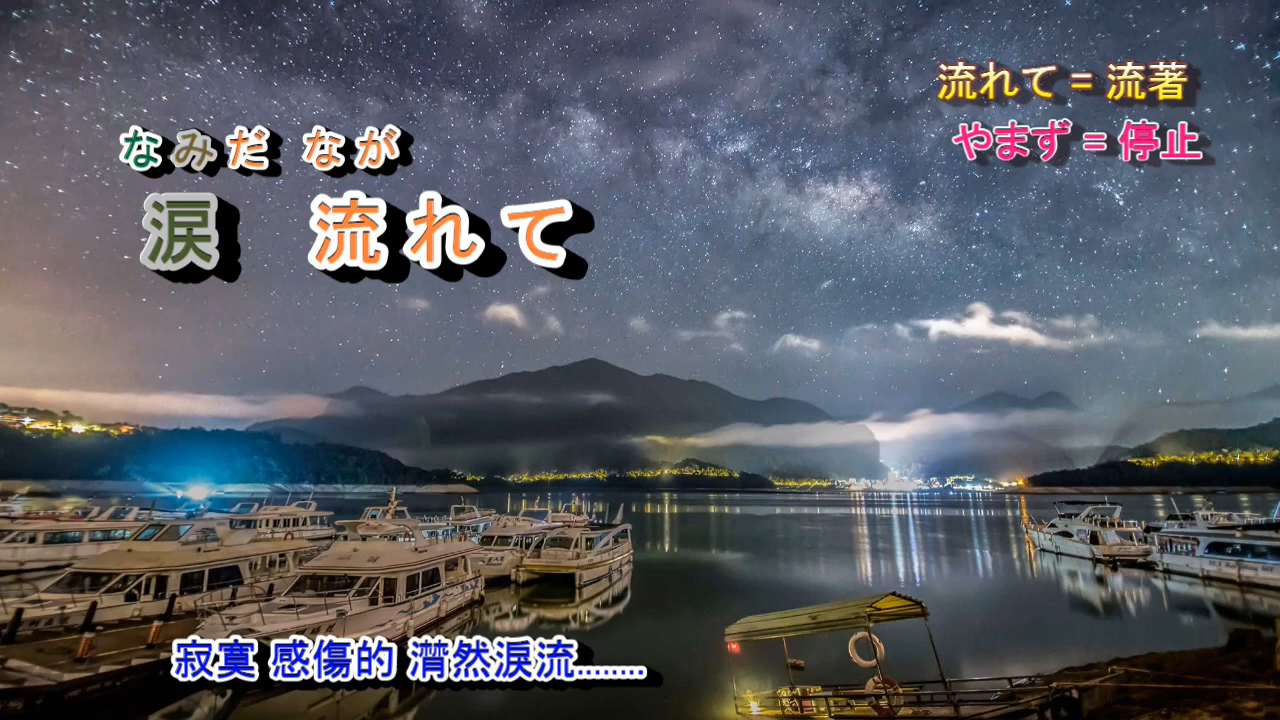 流れて = 流著
やまず = 停止
なみだ なが
涙 流れて
寂寞 感傷的 潸然淚流........